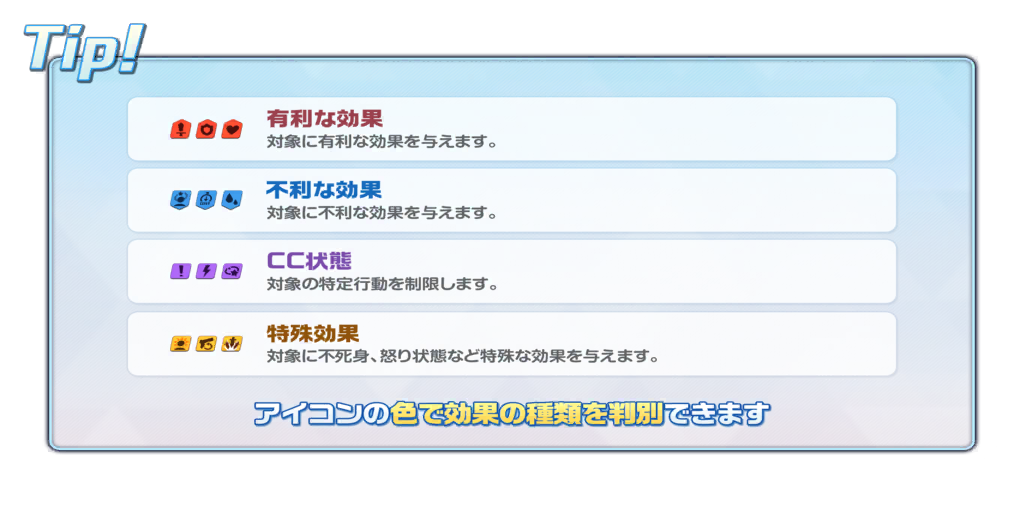 Tip!
有利な効果
対象に有利な効果を与えます。
不利な効果
対象に不利な効果を与えます。
CC状態
対象の特定行動を制限します。
特殊効果
対象に不死身、怒り状態など特殊な効果を与えます。
アイコンの色で効果の種類を判別できます